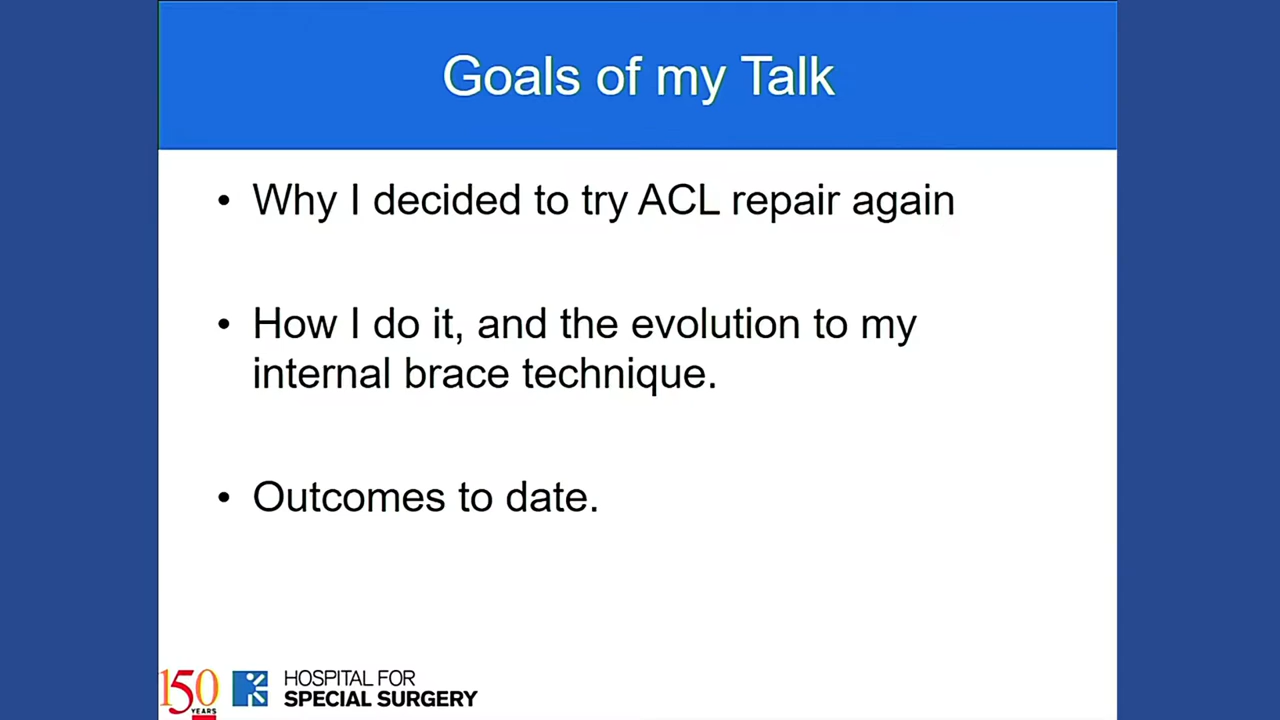 Goals of my Talk
• Why I decided to try ACL repair again
• How I do it, and the evolution to my
internal brace technique.
• Outcomes to date.
150
YEARS
HOSPITAL FOR
SPECIAL SURGERY